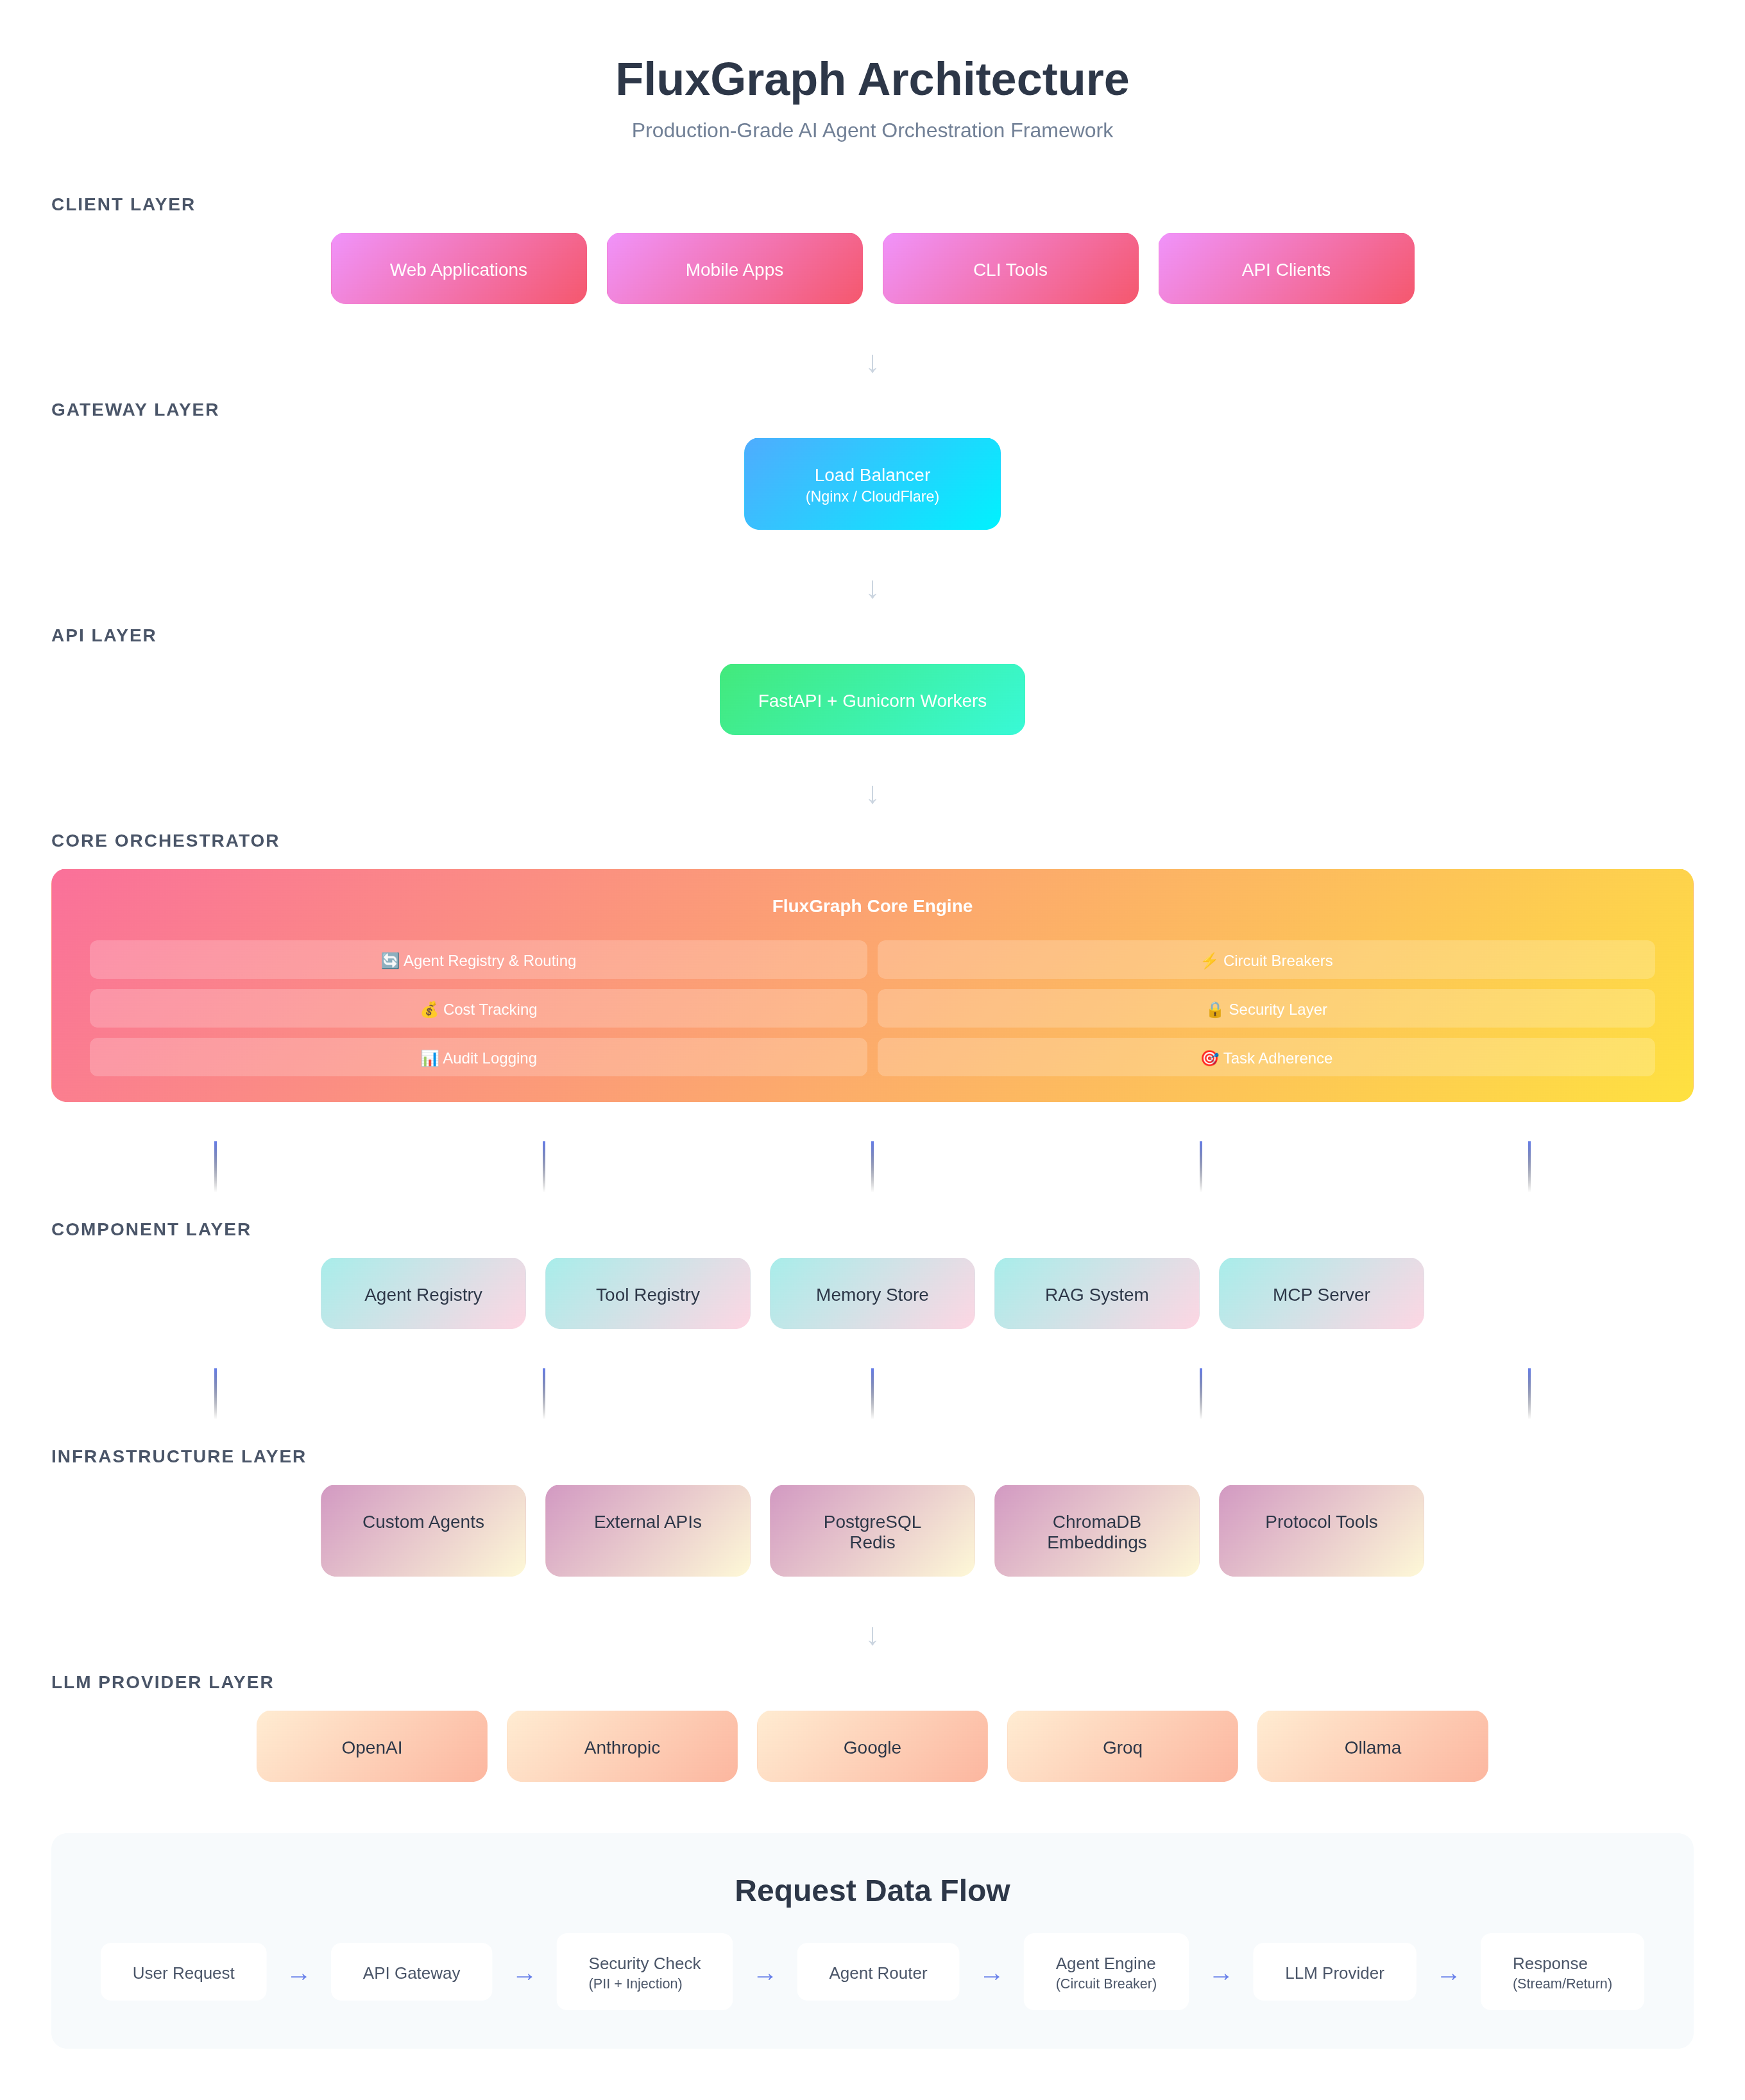 FluxGraph Architecture
Production-Grade AI Agent Orchestration Framework
CLIENT LAYER
Web Applications
Mobile Apps
CLI Tools
API Clients
↓
GATEWAY LAYER
Load Balancer
(Nginx / CloudFlare)
↓
API LAYER
FastAPI + Gunicorn Workers
↓
CORE ORCHESTRATOR
FluxGraph Core Engine
🔄 Agent Registry & Routing
⚡ Circuit Breakers
💰 Cost Tracking
🔒 Security Layer
📊 Audit Logging
🎯 Task Adherence
COMPONENT LAYER
Agent Registry
Tool Registry
Memory Store
RAG System
MCP Server
INFRASTRUCTURE LAYER
Custom Agents
External APIs
PostgreSQL
Redis
ChromaDB
Embeddings
Protocol Tools
↓
LLM PROVIDER LAYER
OpenAI
Anthropic
Google
Groq
Ollama
Request Data Flow
User Request
→
API Gateway
→
Security Check
(PII + Injection)
→
Agent Router
→
Agent Engine
(Circuit Breaker)
→
LLM Provider
→
Response
(Stream/Return)